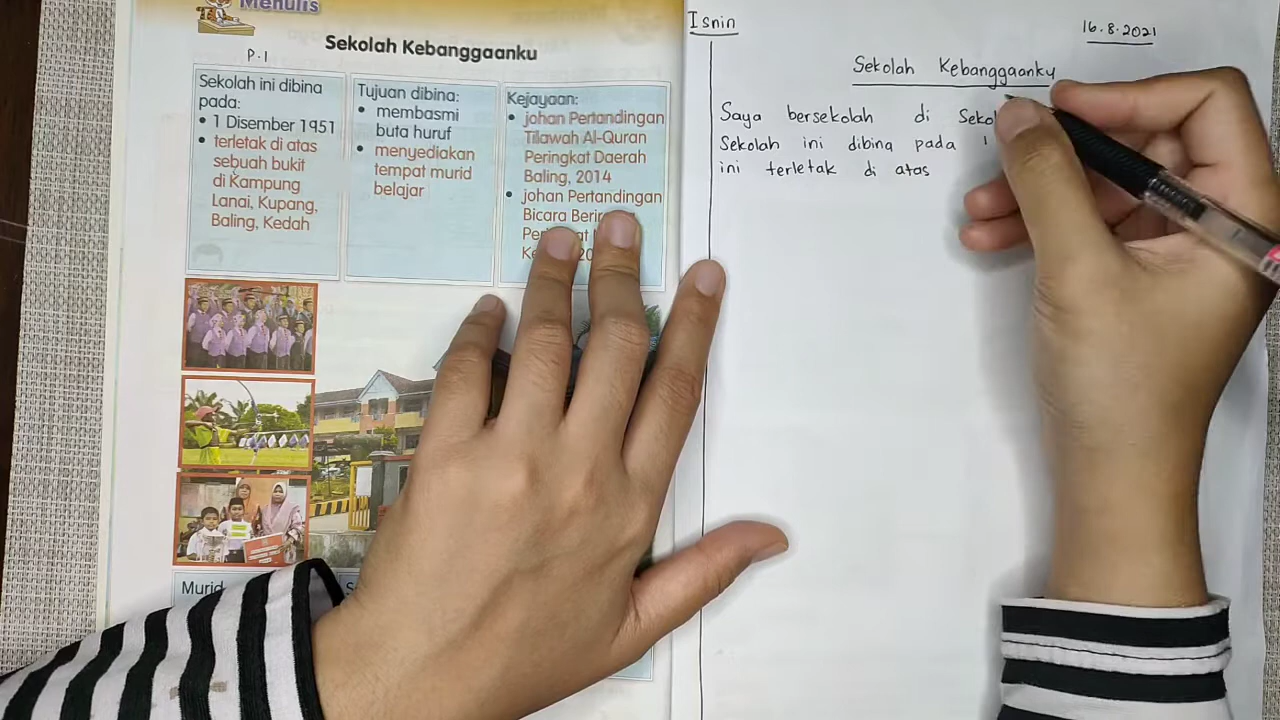 Menulis
Sekolah Kebanggaanku
P.1
Sekolah ini dibina
pada:
• 1 Disember 1951
• terletak di atas
sebuah bukit
di Kampung
Lanai, Kupang,
Baling, Kedah
Tujuan dibina:
• membasmi
buta huruf
• menyediakan
tempat murid
belajar
Kejayaan:
• johan Pertandingan
Tilawah Al-Quran
Peringkat Daerah
Baling, 2014
• johan Pertandingan
Bicara
Murid
Isnin
16.8.2021
Sekolah Kebanggaanku
Saya bersekolah di
Sekolah ini dibina pada 1
ini terletak di atas